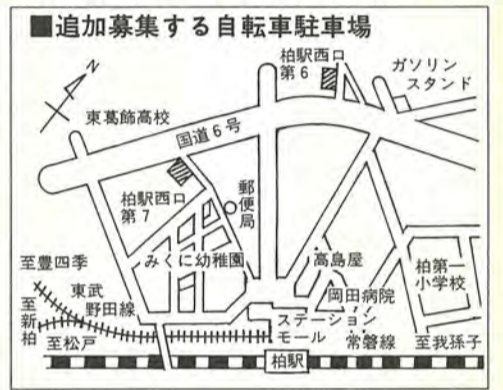 ■追加募集する自転車駐車場
柏駅西口
第6
ガソリン
スタンド
N
東葛飾高校
国道6号
柏駅西口
第7
郵便局
みくに幼稚園
高島屋
柏第一
小学校
至豊四季
東武
野田線
岡田病院
至新柏
ステーション
モール
至松戸
常磐線
至我孫子
柏駅